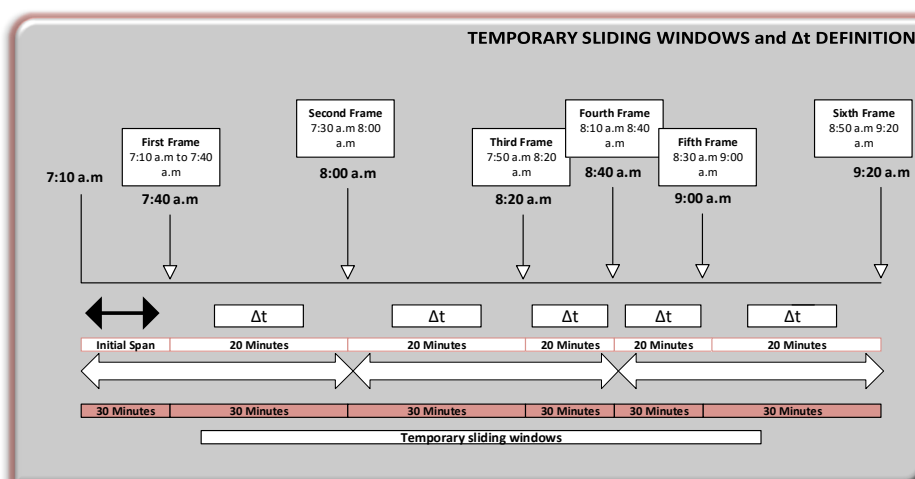 TEMPORARY SLIDING WINDOWS and Δt DEFINITION
7:10 a.m
First Frame
7:10 a.m to 7:40
a.m
7:40 a.m
Second Frame
7:30 a.m 8:00
a.m
8:00 a.m
Third Frame
7:50 a.m 8:20
a.m
8:20 a.m
Fourth Frame
8:10 a.m 8:40
a.m
8:40 a.m
Fifth Frame
8:30 a.m 9:00
a.m
9:00 a.m
Sixth Frame
8:50 a.m 9:20
a.m
9:20 a.m
Δt Δt Δt Δt Δt
Initial Span 20 Minutes 20 Minutes 20 Minutes 20 Minutes 20 Minutes
30 Minutes 30 Minutes 30 Minutes 30 Minutes 30 Minutes 30 Minutes
Temporary sliding windows